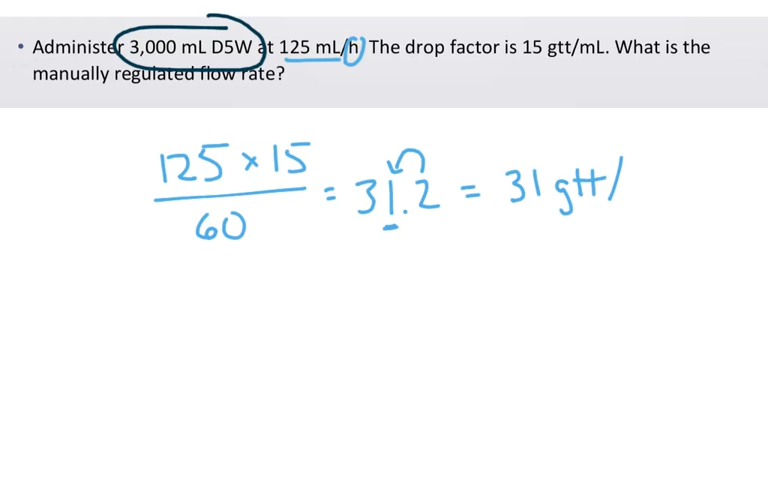 • Administer 3,000 mL D5W at 125 mL/h. The drop factor is 15 gtt/mL. What is the
manually regulated flow rate?
125 × 15
60
= 31.2 = 31 gtt/